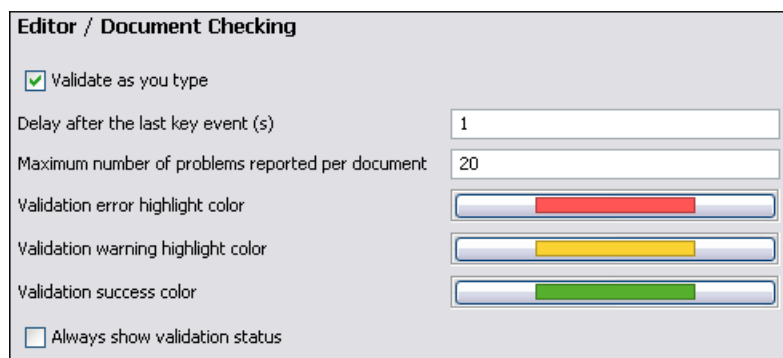 Editor / Document Checking
Validate as you type
Delay after the last key event (s) 1
Maximum number of problems reported per document 20
Validation error highlight color
Validation warning highlight color
Validation success color
Always show validation status